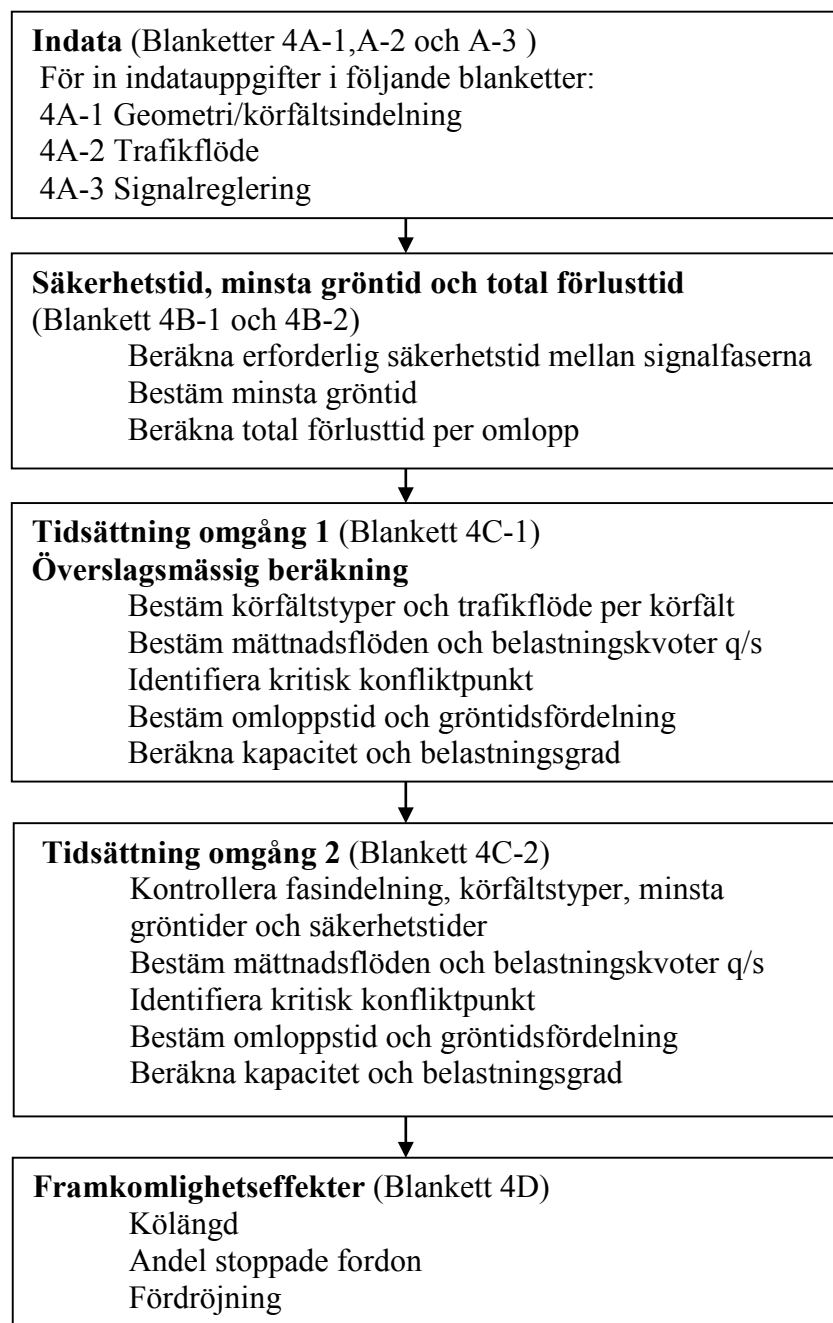 Indata (Blanketter 4A-1,A-2 och A-3 )
För in indatauppgifter i följande blanketter:
4A-1 Geometri/körfältsindelning
4A-2 Trafikflöde
4A-3 Signalreglering
Säkerhetstid, minsta gröntid och total förlusttid
(Blankett 4B-1 och 4B-2)
Beräkna erforderlig säkerhetstid mellan signalfaserna
Bestäm minsta gröntid
Beräkna total förlusttid per omlopp
Tidsättning omgång 1 (Blankett 4C-1)
Överslagsmässig beräkning
Bestäm körfältstyper och trafikflöde per körfält
Bestäm mättnadsflöden och belastningskvoter q/s
Identifiera kritisk konfliktpunkt
Bestäm omloppstid och gröntidsfördelning
Beräkna kapacitet och belastningsgrad
Tidsättning omgång 2 (Blankett 4C-2)
Kontrollera fasindelning, körfältstyper, minsta
gröntider och säkerhetstider
Bestäm mättnadsflöden och belastningskvoter q/s
Identifiera kritisk konfliktpunkt
Bestäm omloppstid och gröntidsfördelning
Beräkna kapacitet och belastningsgrad
Framkomlighetseffekter (Blankett 4D)
Kölängd
Andel stoppade fordon
Fördröjning